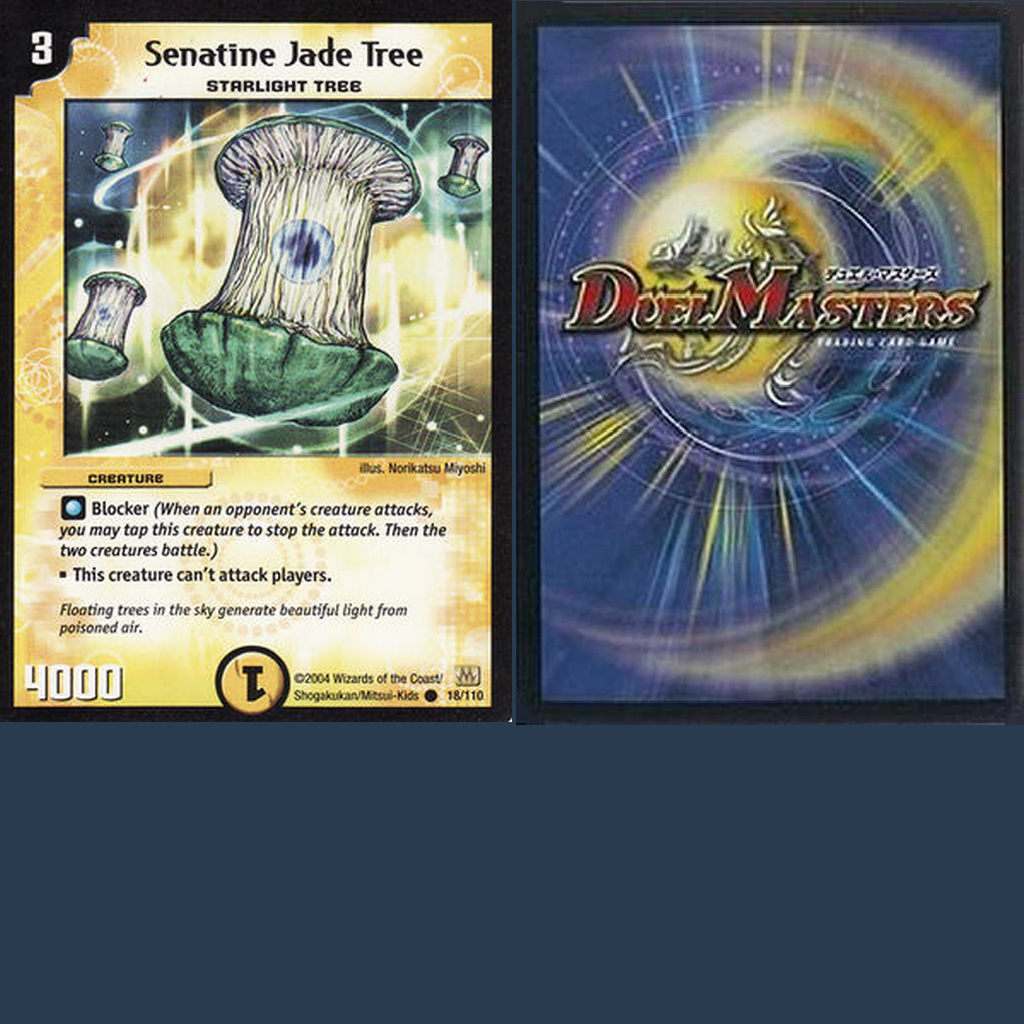 3
Senatine Jade Tree
STARLIGHT TREE
illus. Norikatsu Miyoshi
CREATURE
Blocker (When an opponent's creature attacks,
you may tap this creature to stop the attack. Then the
two creatures battle.)
▪ This creature can't attack players.
Floating trees in the sky generate beautiful light from
poisoned air.
4000
1
©2004 Wizards of the Coast/
Shogakukan/Mitsui-Kids ● 18/110
デュエル・マスターズ
DUEL MASTERS
TRADING CARD GAME